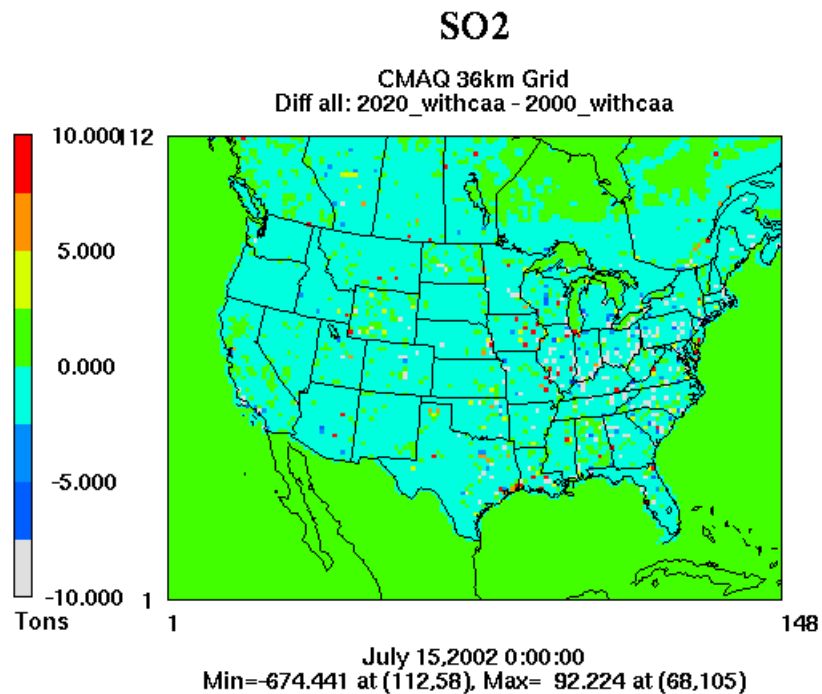 SO2
CMAQ 36km Grid
Diff all: 2020_withcaa - 2000_withcaa
10.000
5.000
0.000
-5.000
-10.000
Tons
112
1
1
148
July 15,2002 0:00:00
Min=-674.441 at (112,58), Max= 92.224 at (68,105)